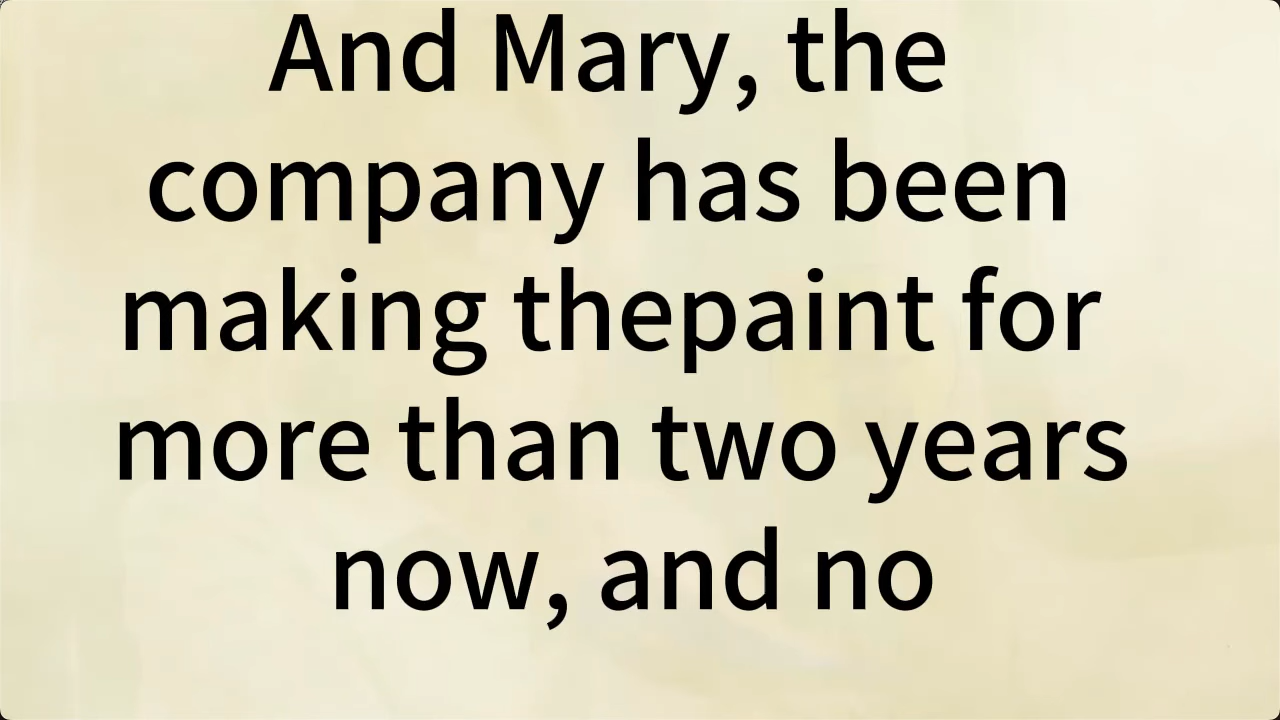 And Mary, the
company has been
making thepaint for
more than two years
now, and no